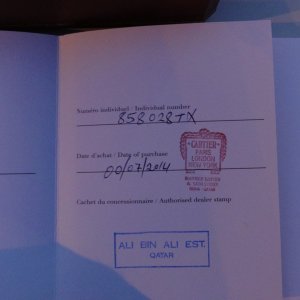 Numéro individuel / Individual number
858028TX
CARTIER
PARIS
LONDON
NEW YORK
Date d'achat / Date of purchase
00/07/2014
Cachet du concessionnaire / Authorised dealer stamp
ALI BIN ALI EST.
QATAR